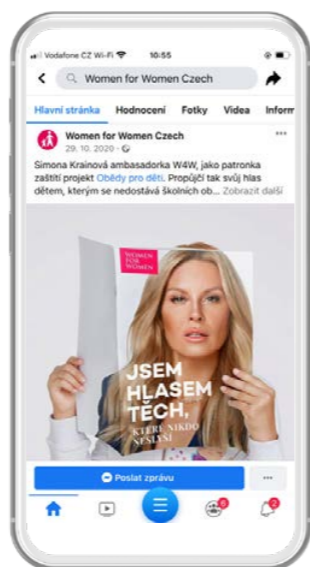 Vodafone CZ Wi-Fi 10:55
Women for Women Czech
Hlavní stránka Hodnocení Fotky Videa Inform
Women for Women Czech
29. 10. 2020 ·
Simona Krainová ambasadorka W4W, jako patronka
zaštítí projekt Obědy pro děti. Propůjčí tak svůj hlas
dětem, kterým se nedostává školních ob... Zobrazit další
WOMEN
FOR
WOMEN
JSEM
HLASEM
TĚCH,
KTERÉ NIKDO
NESLYŠÍ
Poslat zprávu
6
2